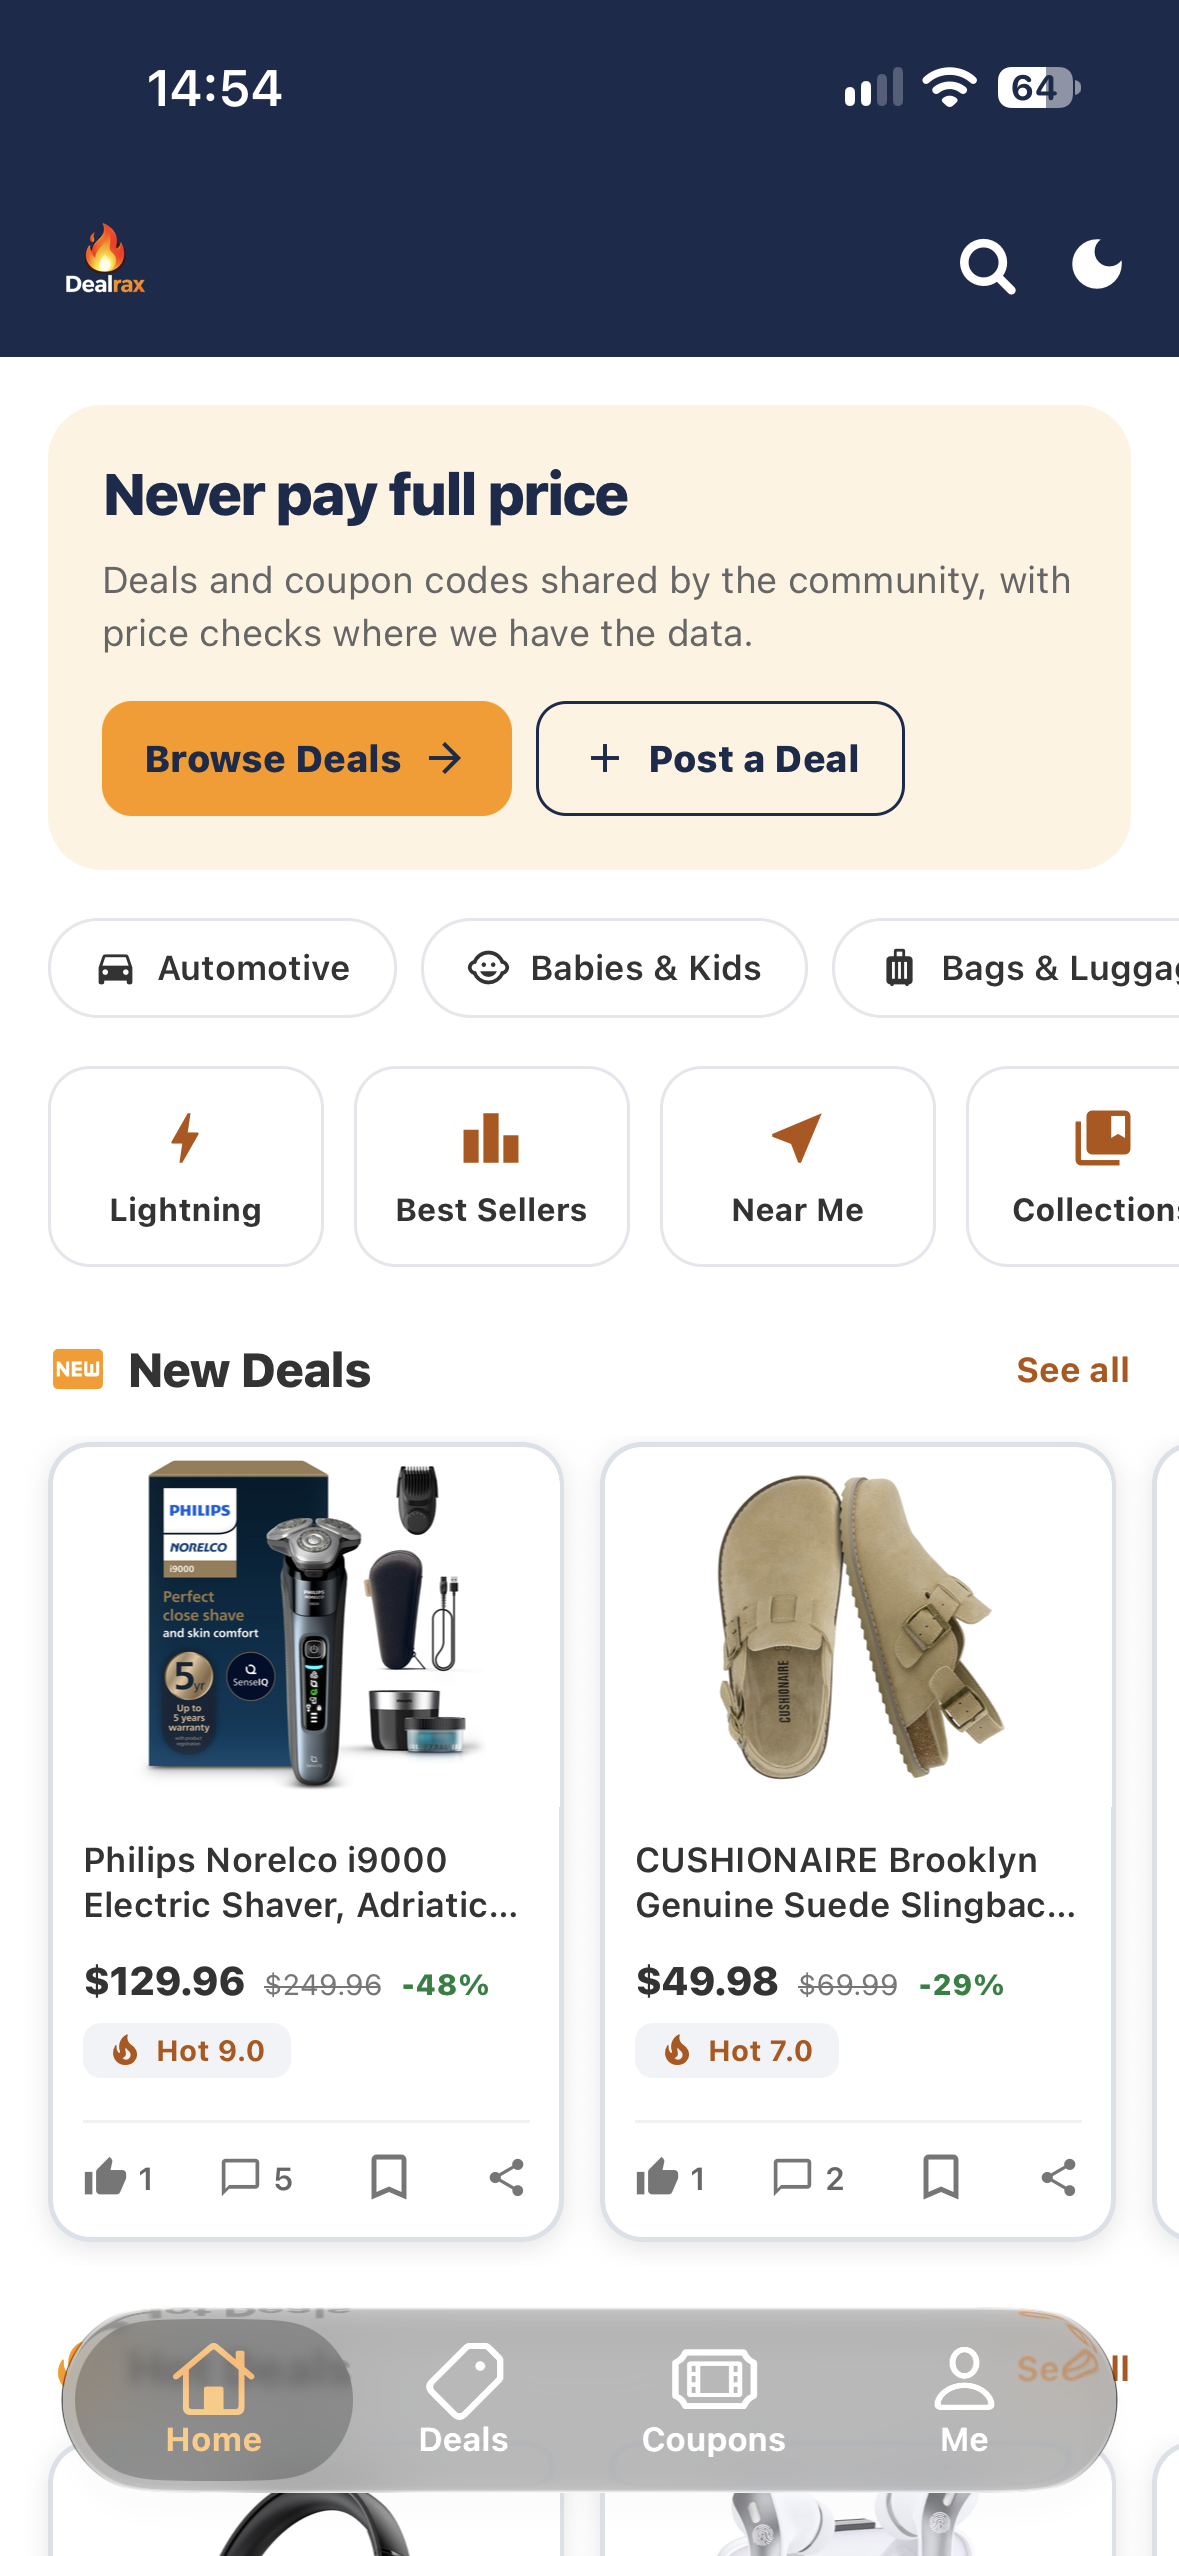 14:54
64
Dealrax
Never pay full price
Deals and coupon codes shared by the community, with
price checks where we have the data.
Browse Deals
Post a Deal
Automotive
Babies & Kids
Bags & Luggag
Lightning
Best Sellers
Near Me
Collections
NEW
New Deals
See all
PHILIPS
NORELCO
i9000
Perfect
close shave
and skin comfort
5yr
SenseIQ
Up to
5 years
warranty
CUSHIONAIRE
Philips Norelco i9000
Electric Shaver, Adriatic...
$129.96 $249.96 -48%
Hot 9.0
1
5
CUSHIONAIRE Brooklyn
Genuine Suede Slingbac...
$49.98 $69.99 -29%
Hot 7.0
1
2
Hot Deals
Home
Deals
Coupons
Me